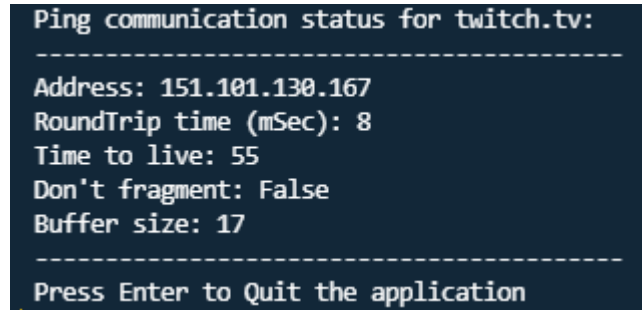 Ping communication status for twitch.tv:
------------------------------------------
Address: 151.101.130.167
RoundTrip time (mSec): 8
Time to live: 55
Don't fragment: False
Buffer size: 17
------------------------------------------
Press Enter to Quit the application